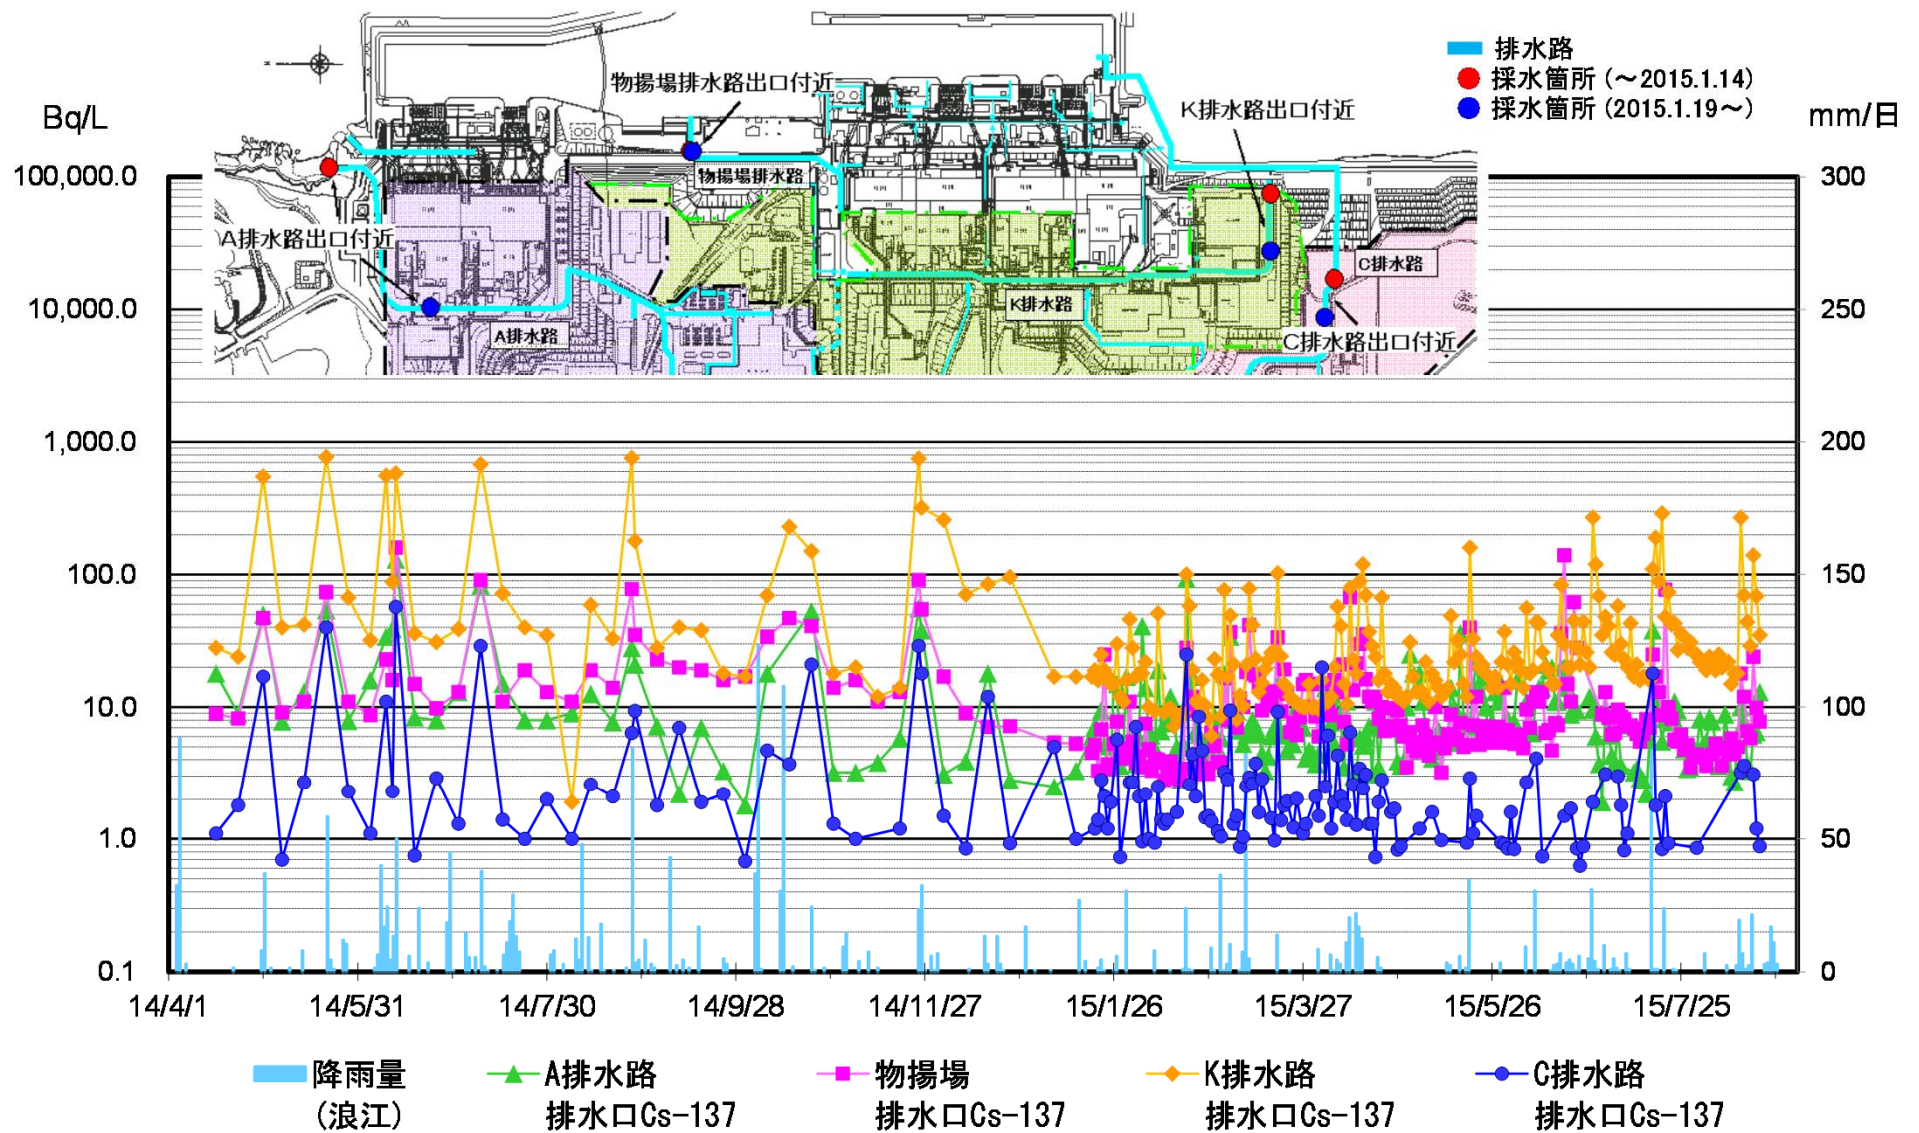 排水路
採水箇所(～2015.1.14)
採水箇所(2015.1.19～)
Bq/L
mm/日
物揚場排水路出口付近
K排水路出口付近
物揚場排水路
A排水路出口付近
C排水路
K排水路
A排水路
C排水路出口付近
100,000.0
10,000.0
1,000.0
100.0
10.0
1.0
0.1
300
250
200
150
100
50
0
14/4/1
14/5/31
14/7/30
14/9/28
14/11/27
15/1/26
15/3/27
15/5/26
15/7/25
降雨量
(浪江)
A排水路
排水口Cs-137
物揚場
排水口Cs-137
K排水路
排水口Cs-137
C排水路
排水口Cs-137